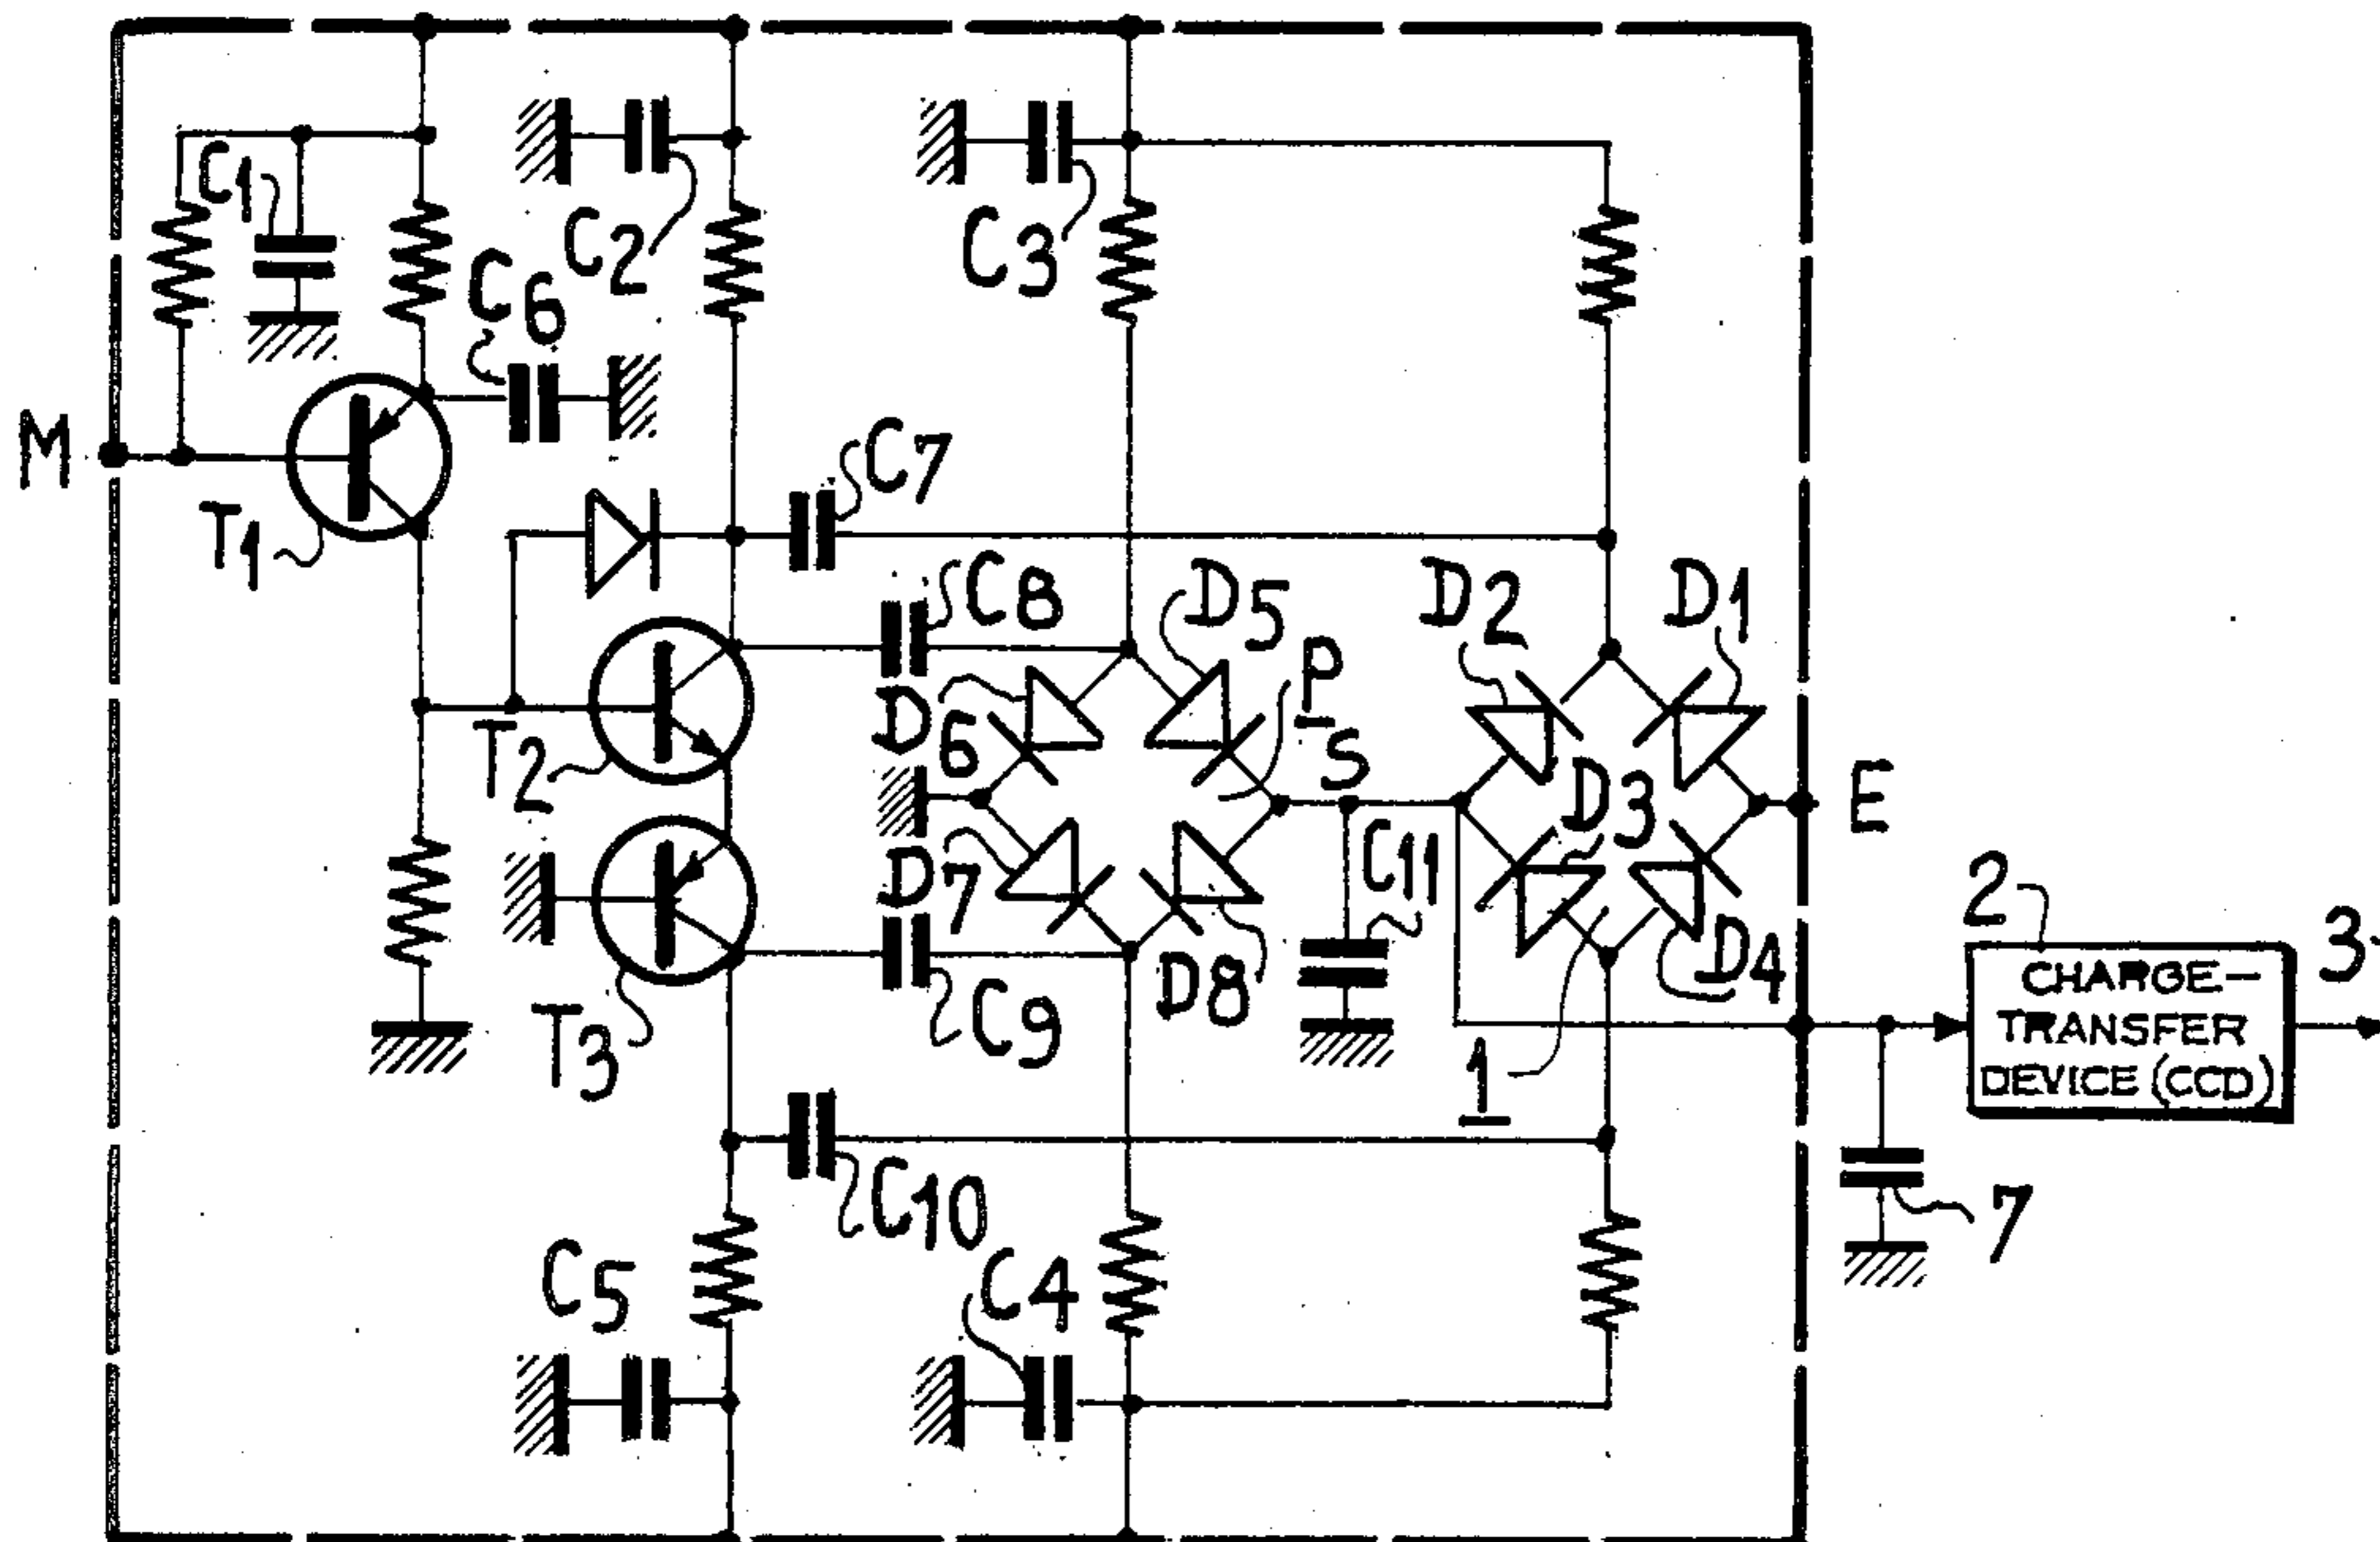 C1
C2
C3
C6
M
T1
C7
C8
D5
P
D2
D1
D6
S
T2
D3
E
C11
D7
2
3
D8
D4
CHARGE-
TRANSFER
DEVICE (CCD)
T3
C9
1
C10
7
C5
C4